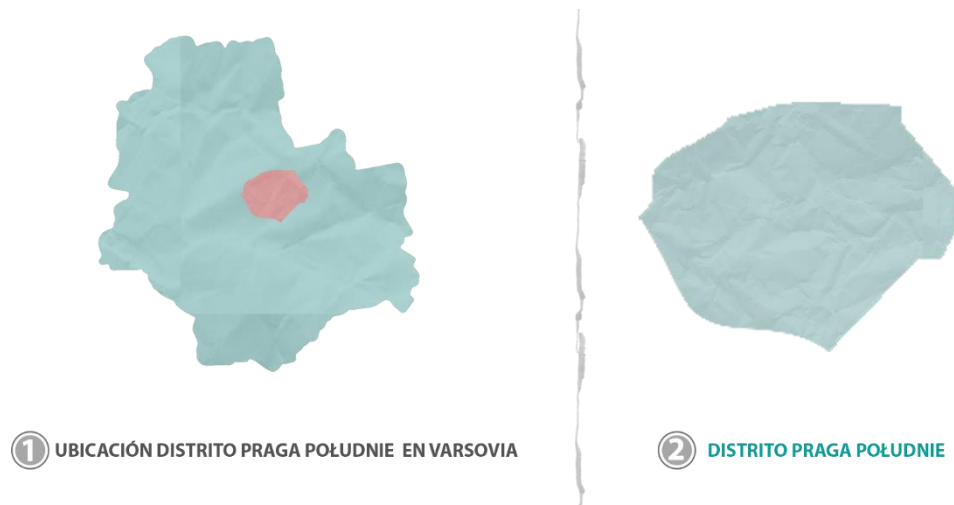 1 UBICACIÓN DISTRITO PRAGA POŁUDNIE EN VARSOVIA
2 DISTRITO PRAGA POŁUDNIE